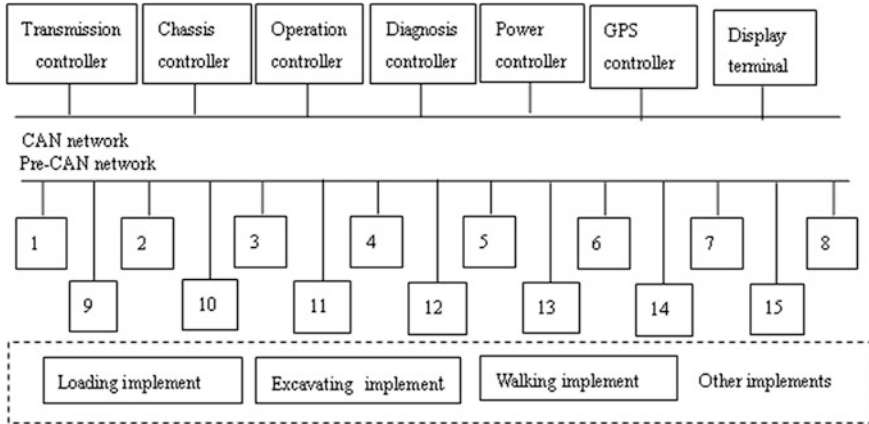 Transmission controller
Chassis controller
Operation controller
Diagnosis controller
Power controller
GPS controller
Display terminal
CAN network
Pre-CAN network
1
2
3
4
5
6
7
8
9
10
11
12
13
14
15
Loading implement
Excavating implement
Walking implement
Other implements